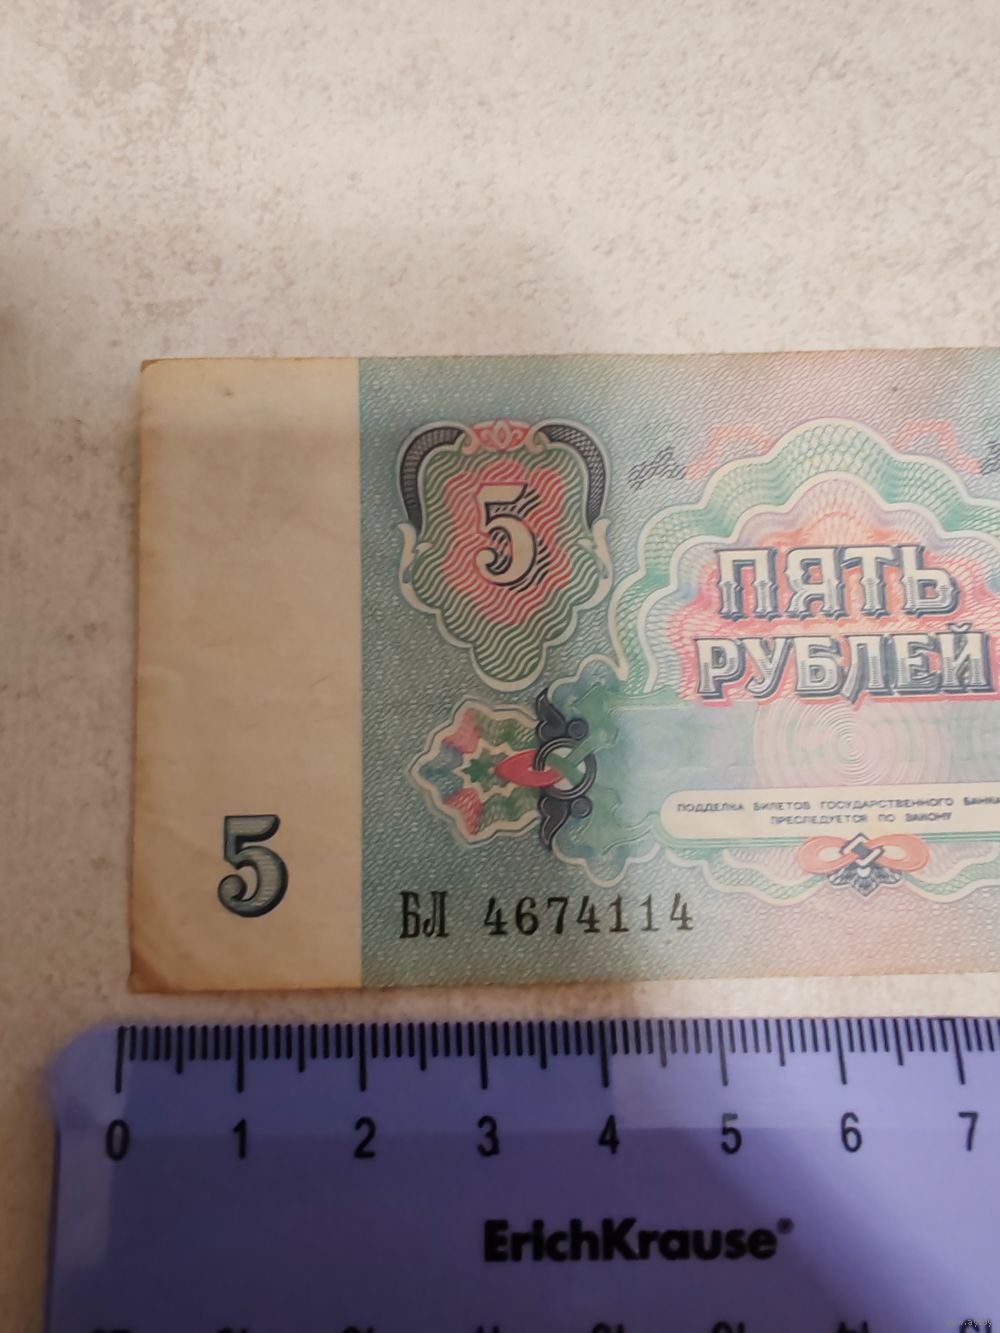 5
ПЯТЬ
РУБЛЕЙ
ПОДДЕЛКА БИЛЕТОВ ГОСУДАРСТВЕННОГО БАНКА
ПРЕСЛЕДУЕТСЯ ПО ЗАКОНУ
5
БЛ 4674114
0 1 2 3 4 5 6 7
ErichKrause®